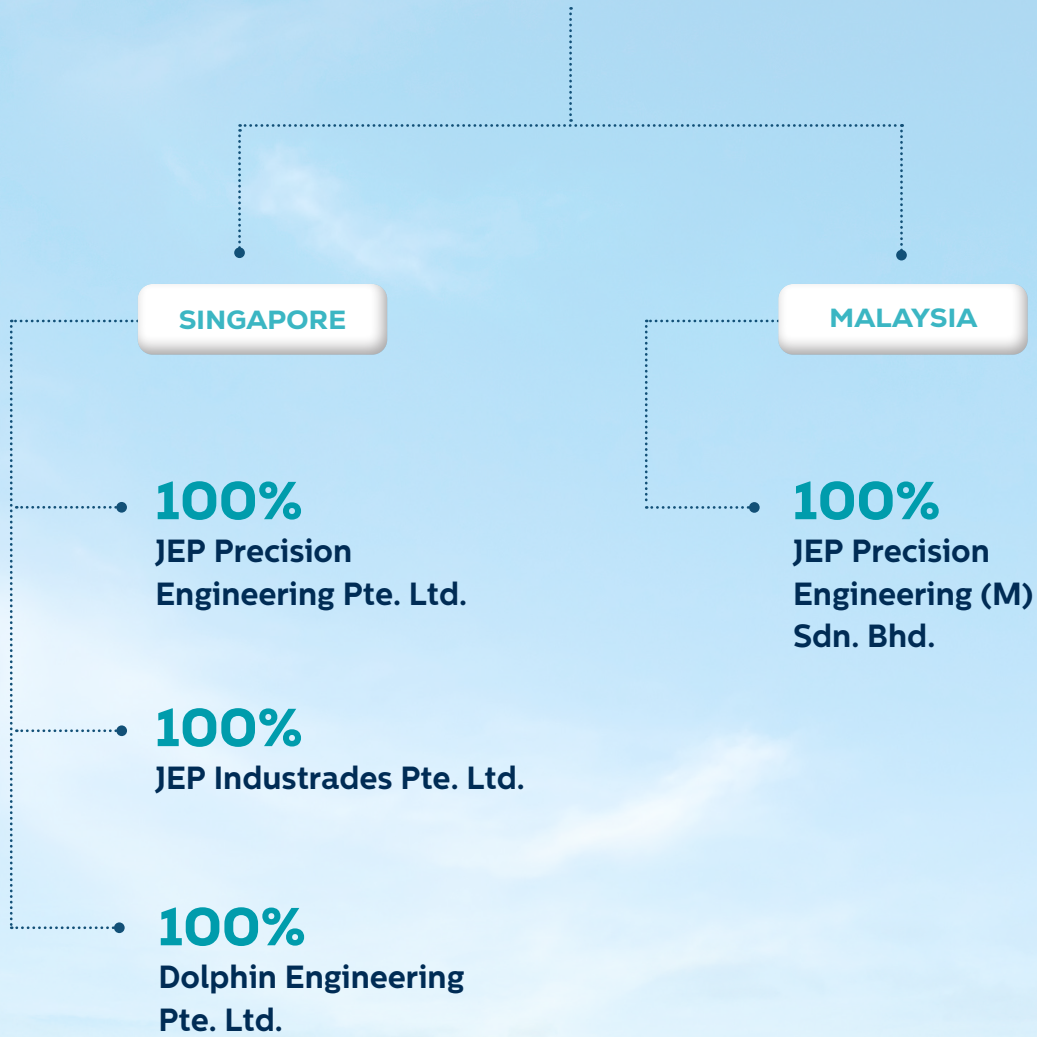 SINGAPORE
100%
JEP Precision
Engineering Pte. Ltd.
100%
JEP Industrades Pte. Ltd.
100%
Dolphin Engineering
Pte. Ltd.
MALAYSIA
100%
JEP Precision
Engineering (M)
Sdn. Bhd.